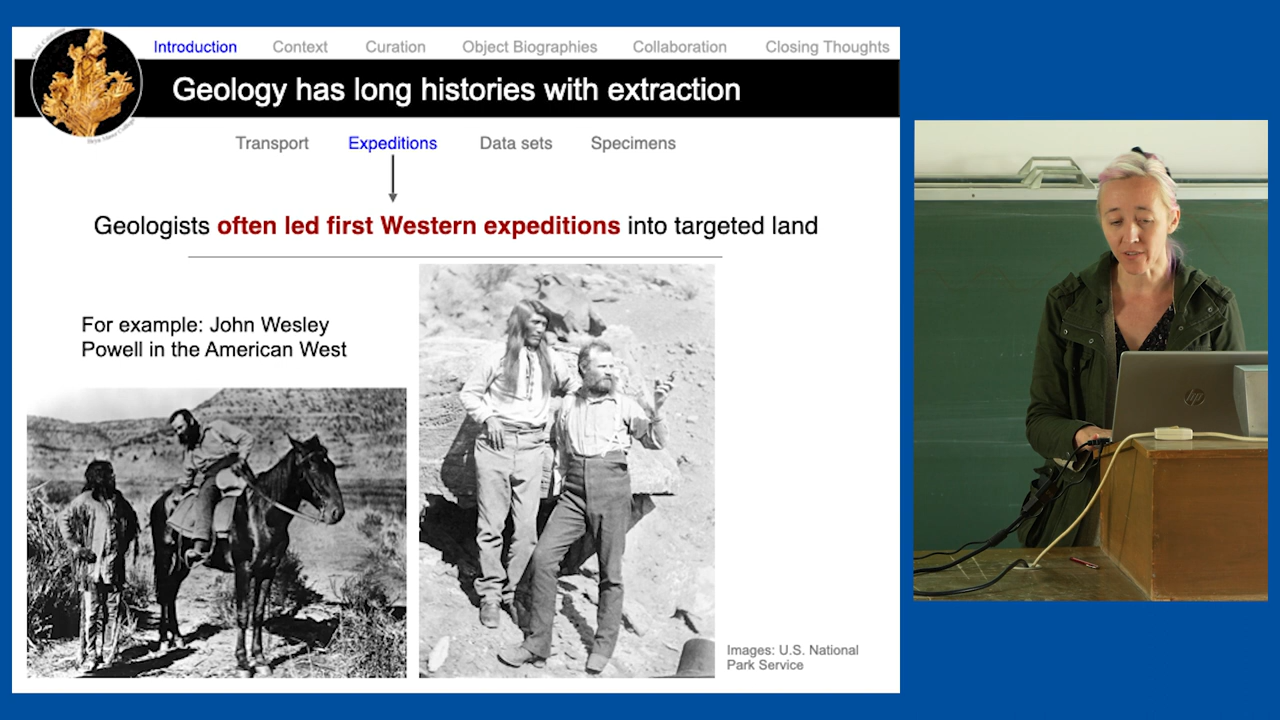 Introduction Context Curation Object Biographies Collaboration Closing Thoughts
Geology has long histories with extraction
Transport Expeditions Data sets Specimens
Geologists often led first Western expeditions into targeted land
For example: John Wesley
Powell in the American West
Images: U.S. National
Park Service
hp